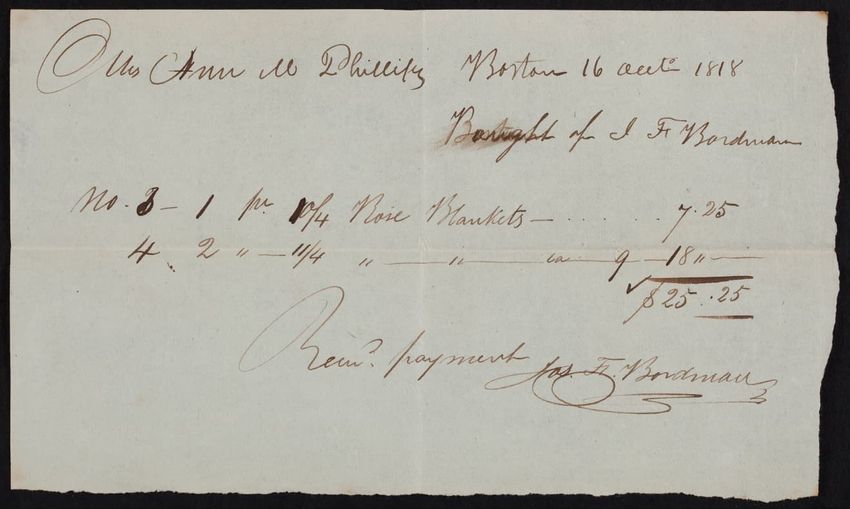 Mrs Ann M Phillips Boston 16 Octo 1818
Bought of J F Bordman
No. 3 – 1 pr 10/4 Rose Blankets – . . . . . 7.25
4 2 " – 11/4 " — " — a 9 — 18 " —
$25.25
Recd. payment
Jos. F. Bordman